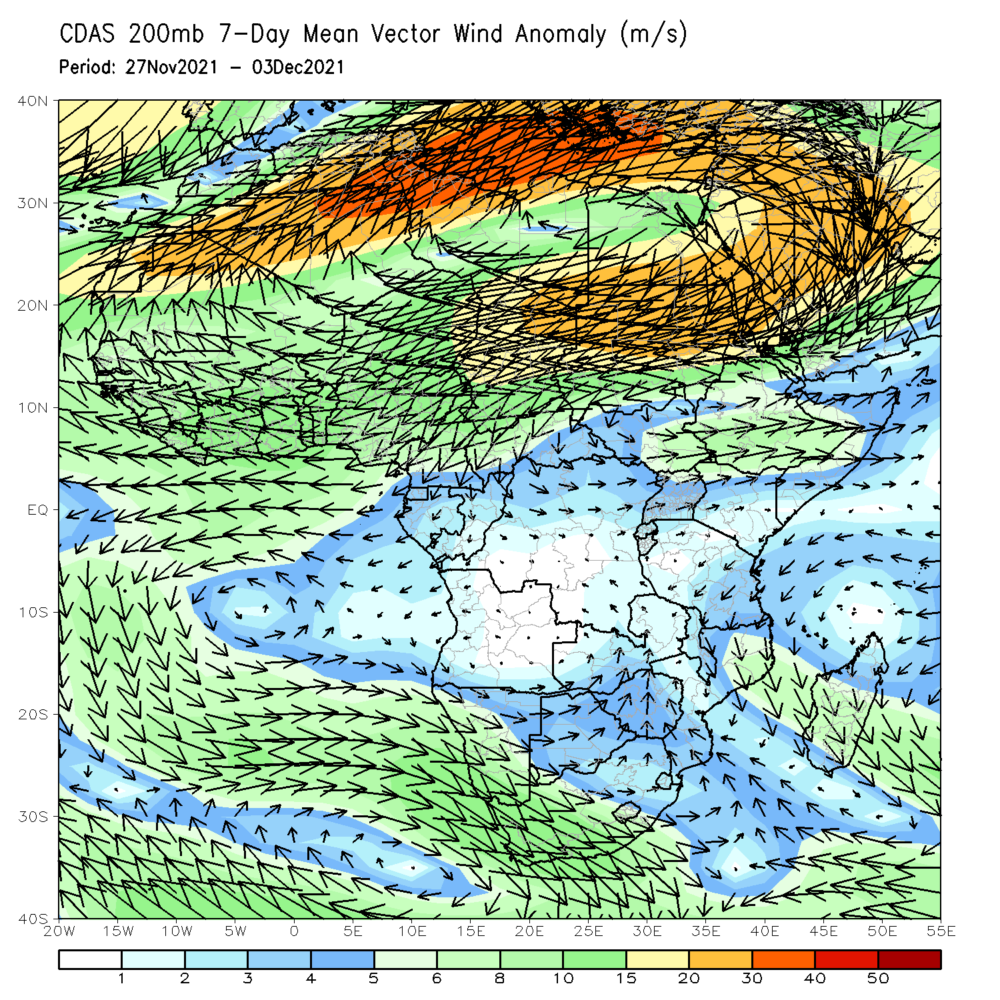 CDAS 200mb 7-Day Mean Vector Wind Anomaly (m/s)
Period: 27Nov2021 - 03Dec2021
40N
30N
20N
10N
EQ
10S
20S
30S
40S
20W 15W 10W 5W 0 5E 10E 15E 20E 25E 30E 35E 40E 45E 50E 55E
1 2 3 4 5 6 8 10 15 20 30 40 50